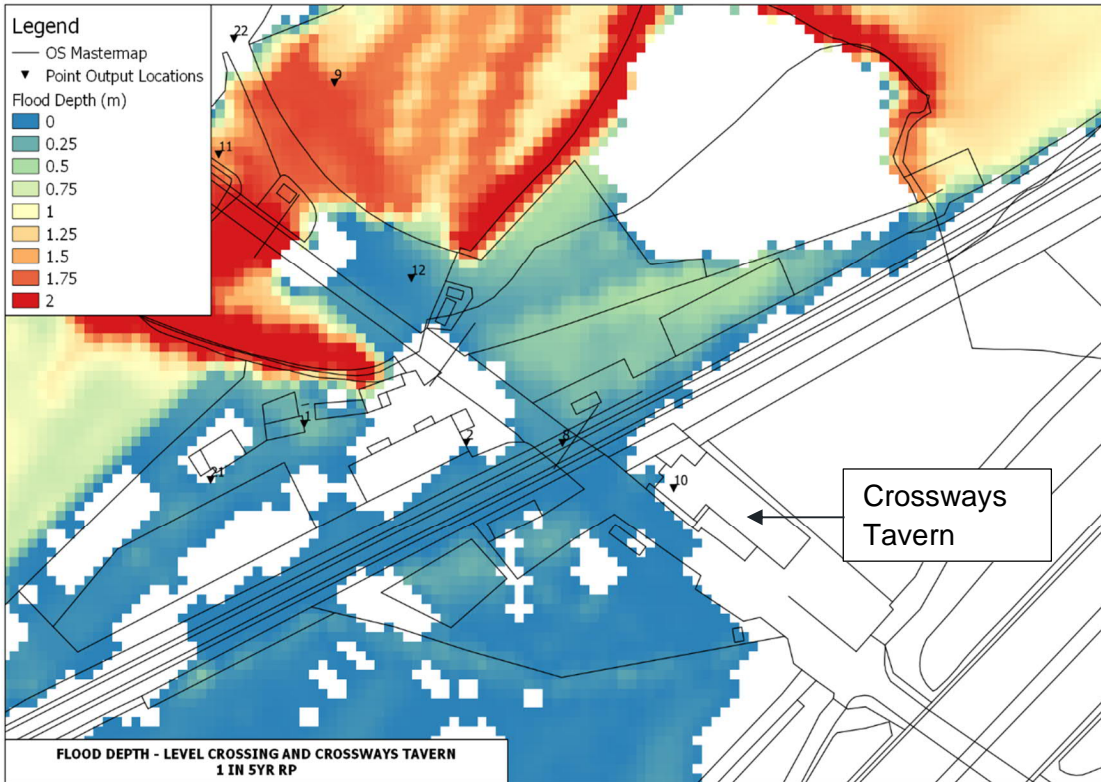 Legend
OS Mastermap
Point Output Locations
Flood Depth (m)
0
0.25
0.5
0.75
1
1.25
1.5
1.75
2
22
9
11
12
1
2
8
21
10
Crossways
Tavern
FLOOD DEPTH - LEVEL CROSSING AND CROSSWAYS TAVERN
1 IN 5YR RP